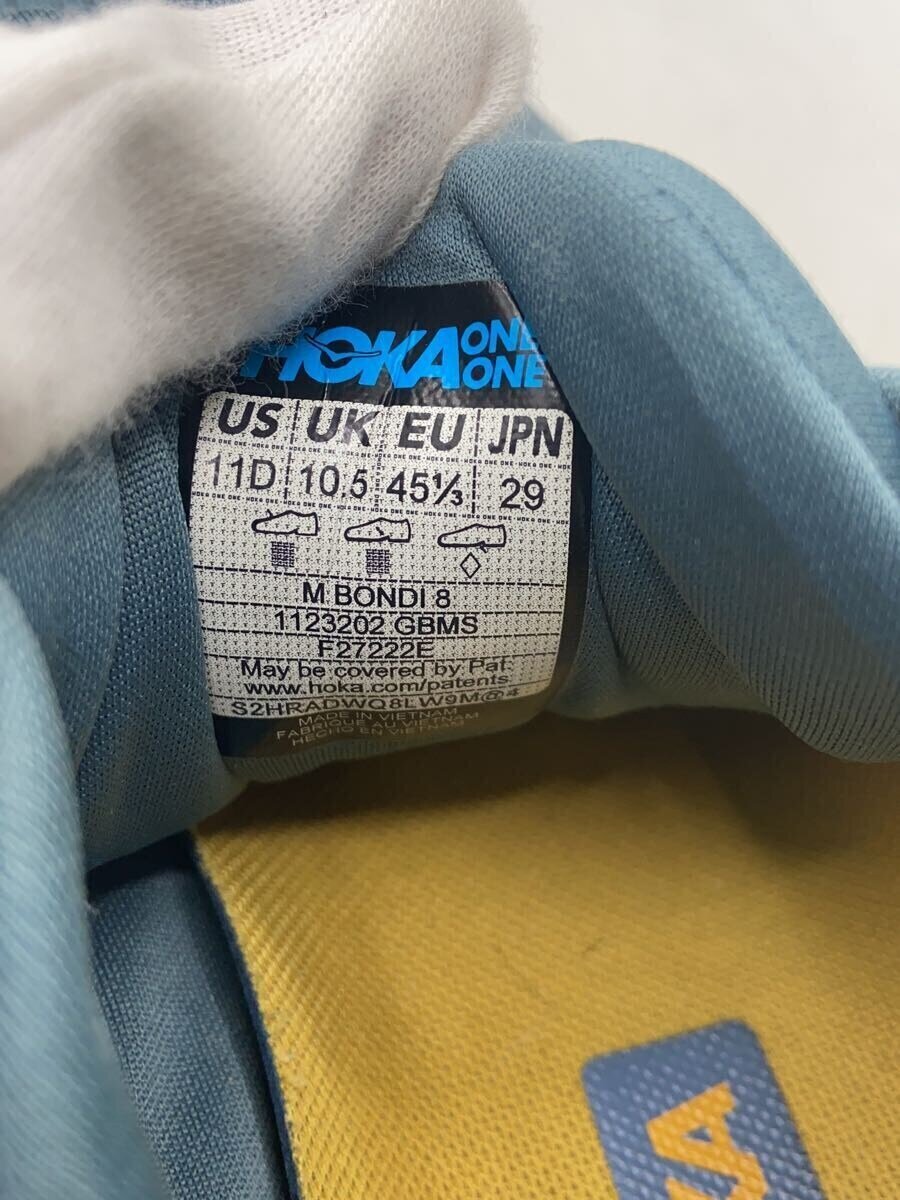 HOKA ONE ONE
US UK EU JPN
11D 10.5 45⅓ 29
M BONDI 8
1123202 GBMS
F27222E
May be covered by Pat.
www.hoka.com/patents
S2HRADWQ8LW9M@4
MADE IN VIETNAM
FABRIQUÉ AU VIETNAM
HECHO EN VIETNAM
KA